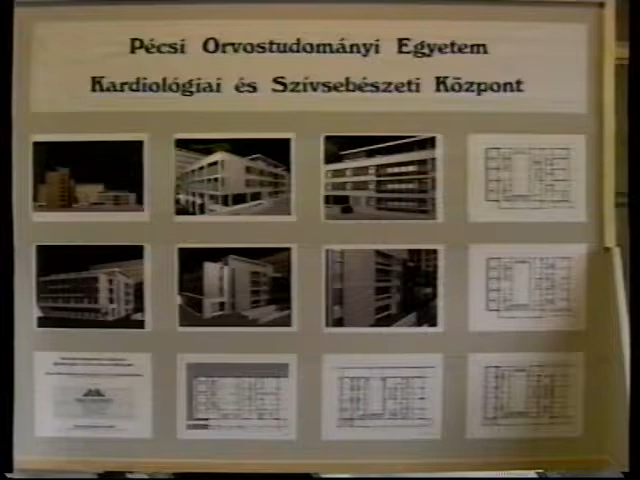 Pécsi Orvostudományi Egyetem
Kardiológiai és Szívsebészeti Központ